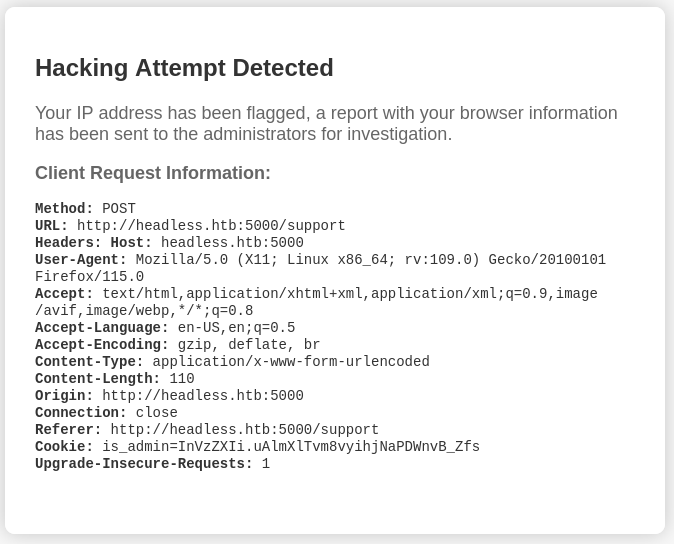 Hacking Attempt Detected
Your IP address has been flagged, a report with your browser information
has been sent to the administrators for investigation.
Client Request Information:
Method: POST
URL: http://headless.htb:5000/support
Headers: Host: headless.htb:5000
User-Agent: Mozilla/5.0 (X11; Linux x86_64; rv:109.0) Gecko/20100101
Firefox/115.0
Accept: text/html,application/xhtml+xml,application/xml;q=0.9,image
/avif,image/webp,*/*;q=0.8
Accept-Language: en-US,en;q=0.5
Accept-Encoding: gzip, deflate, br
Content-Type: application/x-www-form-urlencoded
Content-Length: 110
Origin: http://headless.htb:5000
Connection: close
Referer: http://headless.htb:5000/support
Cookie: is_admin=InVzZXIi.uAlmXlTvm8vyihjNaPDWnvB_Zfs
Upgrade-Insecure-Requests: 1